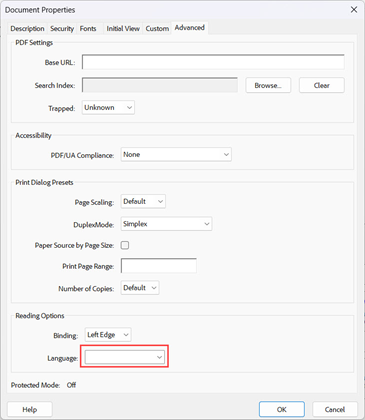 Document Properties
Description Security Fonts Initial View Custom Advanced
PDF Settings
Base URL:
Search Index: Browse... Clear
Trapped: Unknown
Accessibility
PDF/UA Compliance: None
Print Dialog Presets
Page Scaling: Default
DuplexMode: Simplex
Paper Source by Page Size:
Print Page Range:
Number of Copies: Default
Reading Options
Binding: Left Edge
Language:
Protected Mode: Off
Help OK Cancel